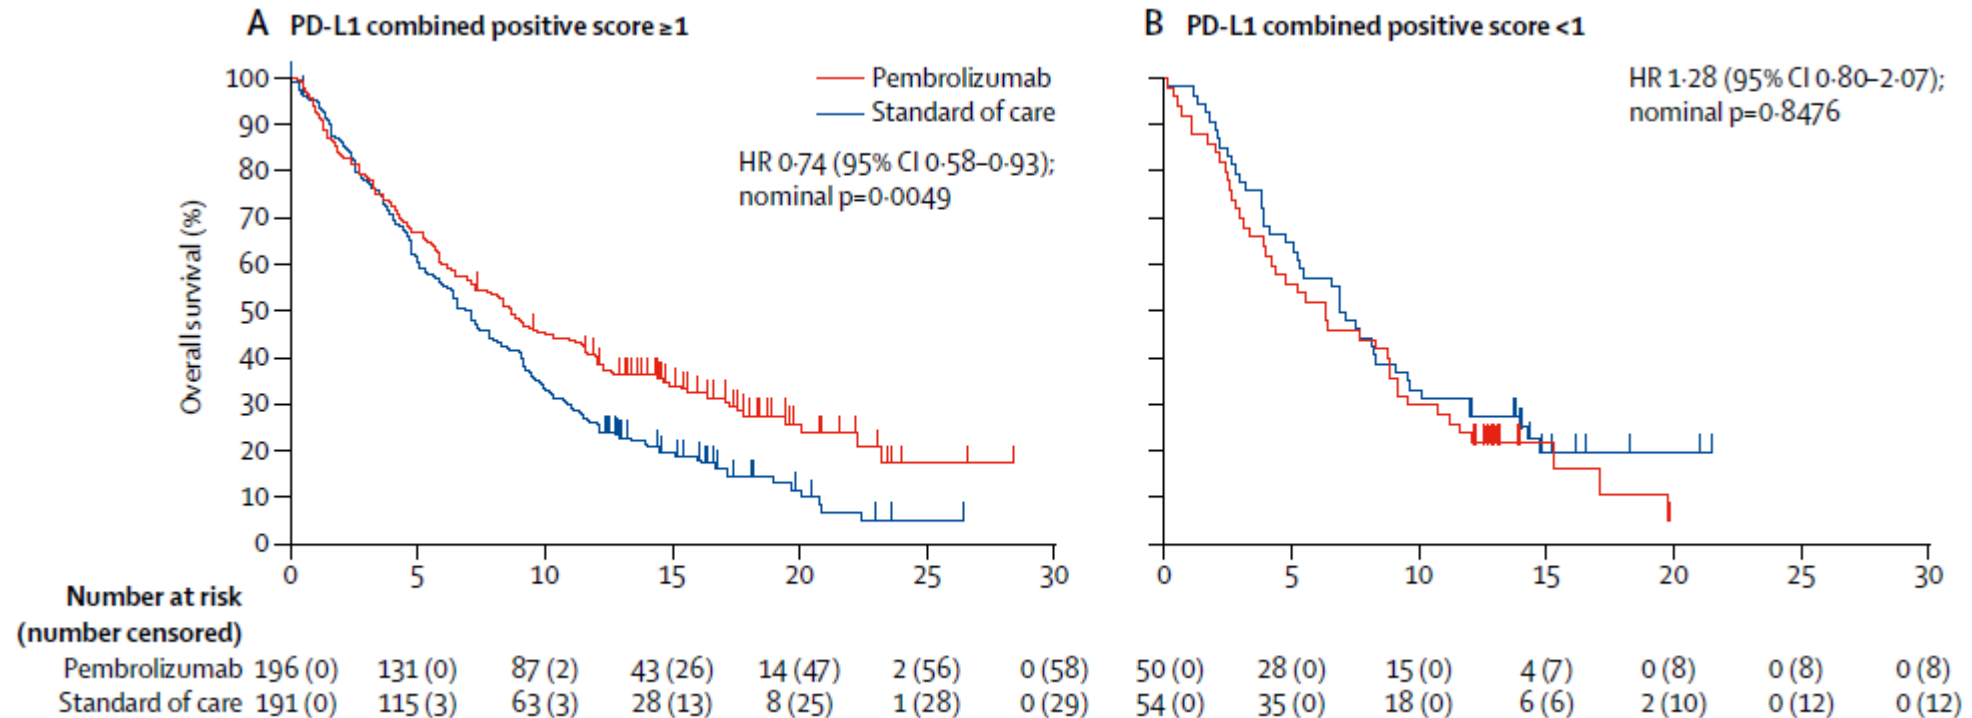 A PD-L1 combined positive score ≥1
Pembrolizumab
Standard of care
HR 0·74 (95% CI 0·58–0·93);
nominal p=0·0049
Overall survival (%)
100
90
80
70
60
50
40
30
20
10
0
0 5 10 15 20 25 30
B PD-L1 combined positive score <1
HR 1·28 (95% CI 0·80–2·07);
nominal p=0·8476
0 5 10 15 20 25 30
Number at risk
(number censored)
Pembrolizumab 196 (0) 131 (0) 87 (2) 43 (26) 14 (47) 2 (56) 0 (58) 50 (0) 28 (0) 15 (0) 4 (7) 0 (8) 0 (8) 0 (8)
Standard of care 191 (0) 115 (3) 63 (3) 28 (13) 8 (25) 1 (28) 0 (29) 54 (0) 35 (0) 18 (0) 6 (6) 2 (10) 0 (12) 0 (12)